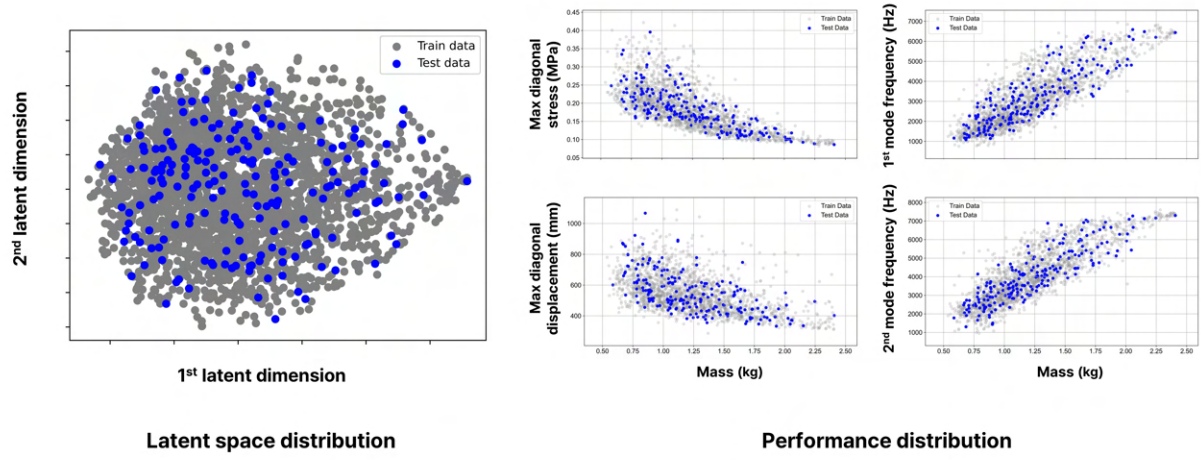 Train data
Test data
2nd latent dimension
1st latent dimension
Latent space distribution
Max diagonal
stress (MPa)
0.45
0.40
0.35
0.30
0.25
0.20
0.15
0.10
0.05
Train Data
Test Data
1st mode frequency (Hz)
7000
6000
5000
4000
3000
2000
1000
Train Data
Test Data
Max diagonal
displacement (mm)
1000
800
600
400
Train Data
Test Data
0.50 0.75 1.00 1.25 1.50 1.75 2.00 2.25 2.50
Mass (kg)
2nd mode frequency (Hz)
8000
7000
6000
5000
4000
3000
2000
1000
Train Data
Test Data
0.50 0.75 1.00 1.25 1.50 1.75 2.00 2.25 2.50
Mass (kg)
Performance distribution